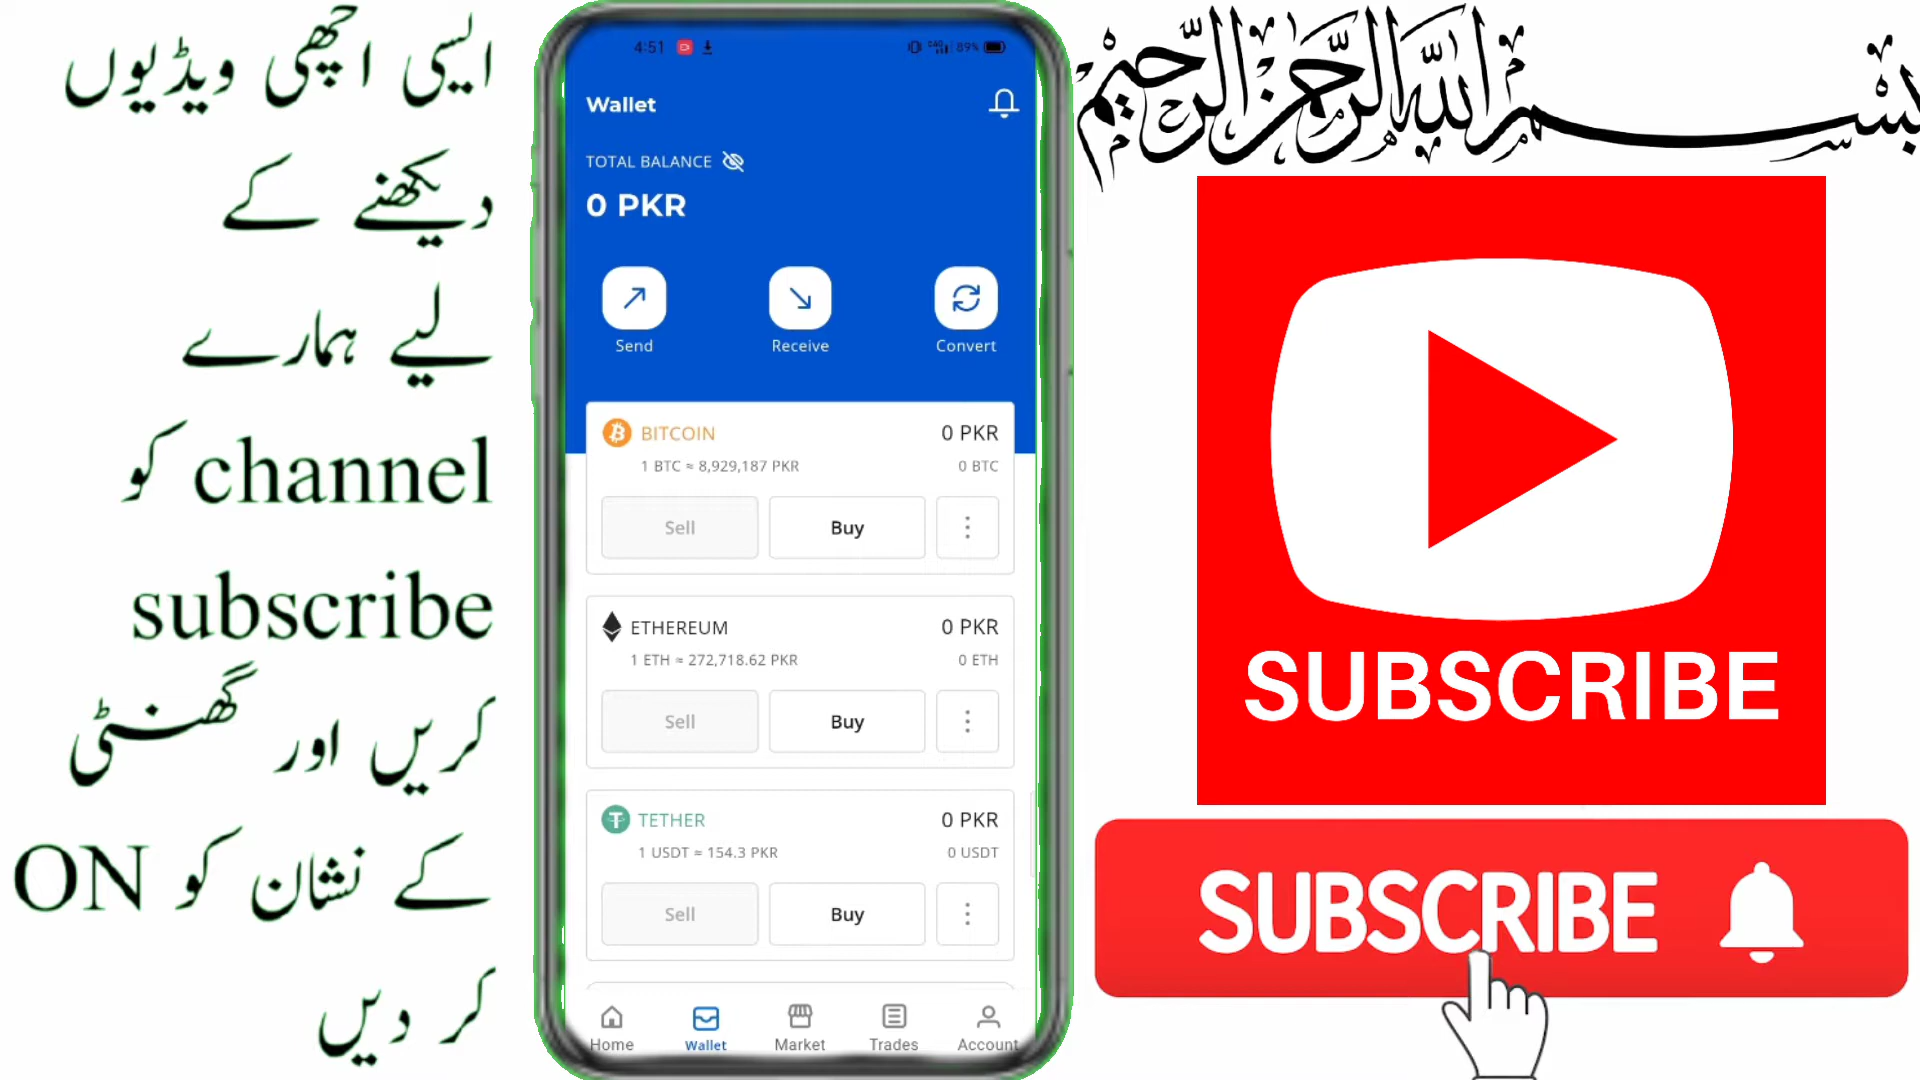 ایسی اچھی ویڈیوں
دیکھنے کے
لیے ہمارے
channel کو
subscribe
کریں اور گھنٹی
کے نشان کو ON
کر دیں
4:51
89%
Wallet
TOTAL BALANCE
0 PKR
Send
Receive
Convert
BITCOIN
0 PKR
1 BTC ≈ 8,929,187 PKR
0 BTC
Sell
Buy
ETHEREUM
0 PKR
1 ETH ≈ 272,718.62 PKR
0 ETH
Sell
Buy
TETHER
0 PKR
1 USDT ≈ 154.3 PKR
0 USDT
Sell
Buy
Home
Wallet
Market
Trades
Account
بسم الله الرحمن الرحيم
SUBSCRIBE
SUBSCRIBE